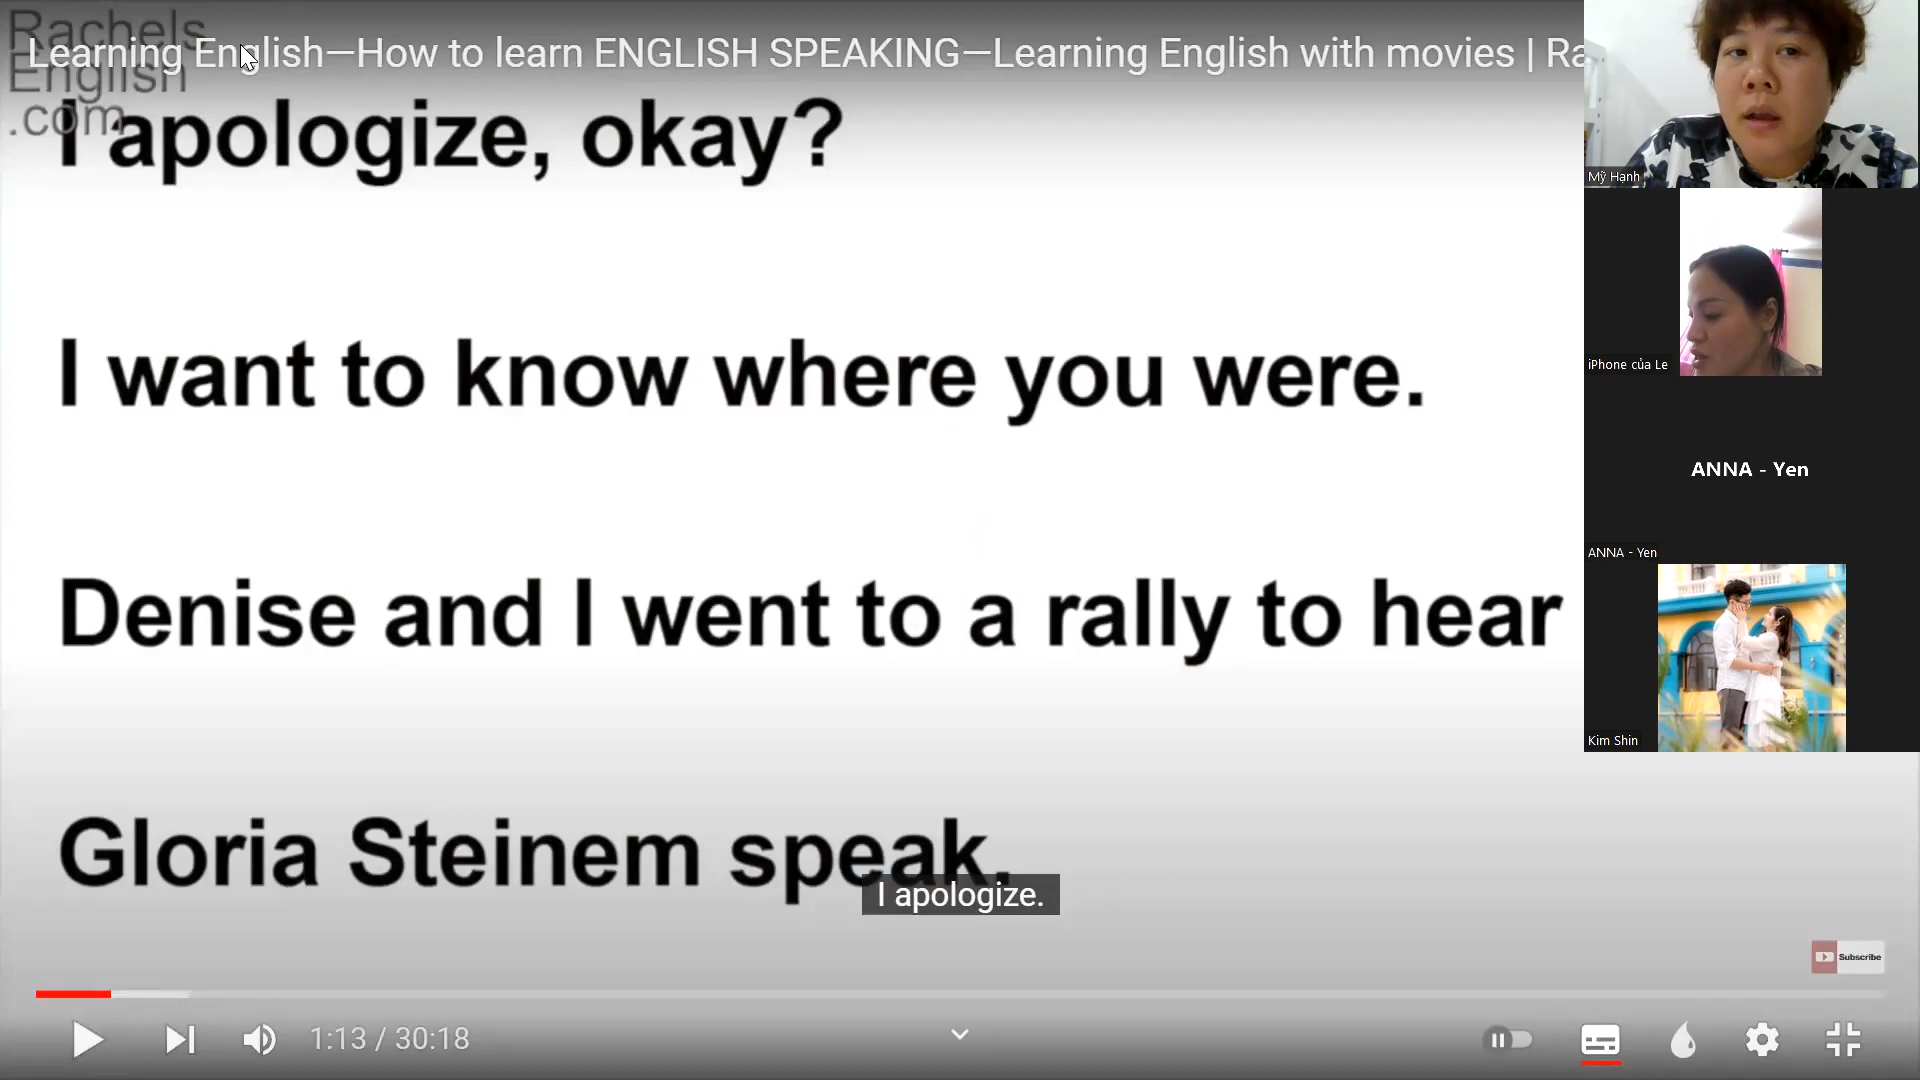 Rachels
English
.com
Learning English—How to learn ENGLISH SPEAKING—Learning English with movies | Ra
I apologize, okay?
I want to know where you were.
Denise and I went to a rally to hear
Gloria Steinem speak.
I apologize.
Subscribe
1:13 / 30:18
Mỹ Hạnh
iPhone của Le
ANNA - Yen
ANNA - Yen
Kim Shin